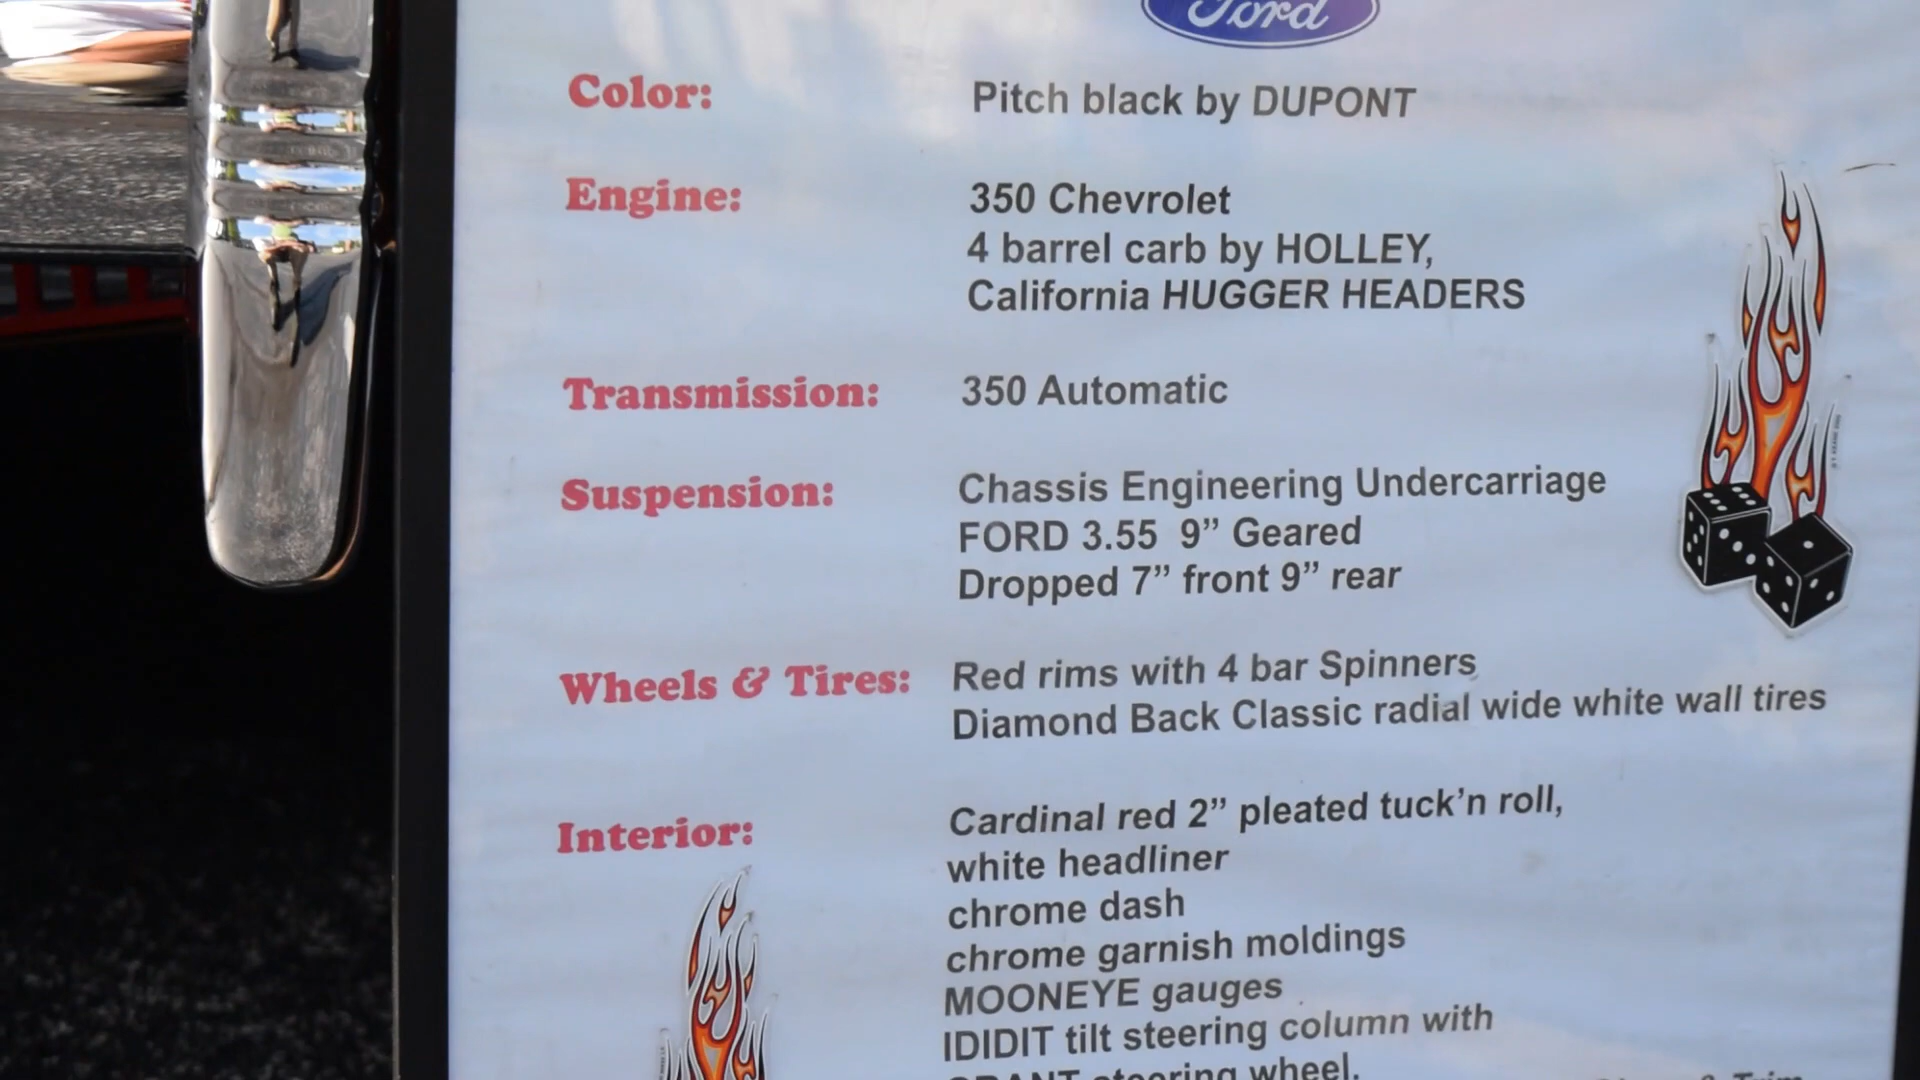 Ford
Color: Pitch black by DUPONT
Engine: 350 Chevrolet
4 barrel carb by HOLLEY,
California HUGGER HEADERS
Transmission: 350 Automatic
Suspension: Chassis Engineering Undercarriage
FORD 3.55 9” Geared
Dropped 7” front 9” rear
Wheels & Tires: Red rims with 4 bar Spinners
Diamond Back Classic radial wide white wall tires
Interior: Cardinal red 2” pleated tuck’n roll,
white headliner
chrome dash
chrome garnish moldings
MOONEYE gauges
IDIDIT tilt steering column with
GRANT steering wheel.
& Trim